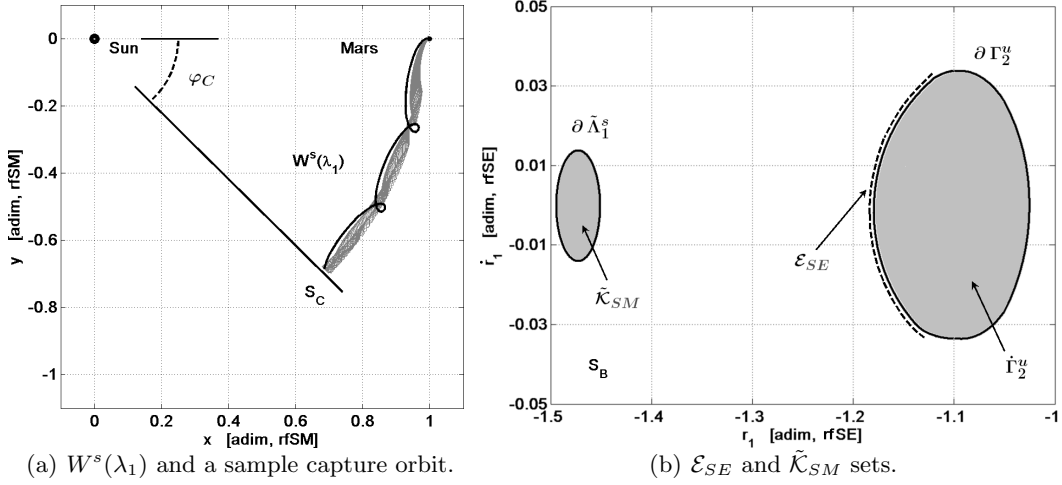 0
-0.2
-0.4
-0.6
-0.8
-1
y [adim, rfSM]
Sun
Mars
φ_C
W^s(λ_1)
S_C
0 0.2 0.4 0.6 0.8 1
x [adim, rfSM]
(a) W^s(λ_1) and a sample capture orbit.
0.05
0.03
0.01
-0.01
-0.03
-0.05
ṙ_1 [adim, rfSE]
∂ Λ̃_1^s
∂ Γ_2^u
ℰ_SE
𝒦̃_SM
Γ̇_2^u
S_B
-1.5 -1.4 -1.3 -1.2 -1.1 -1
r_1 [adim, rfSE]
(b) ℰ_SE and 𝒦̃_SM sets.